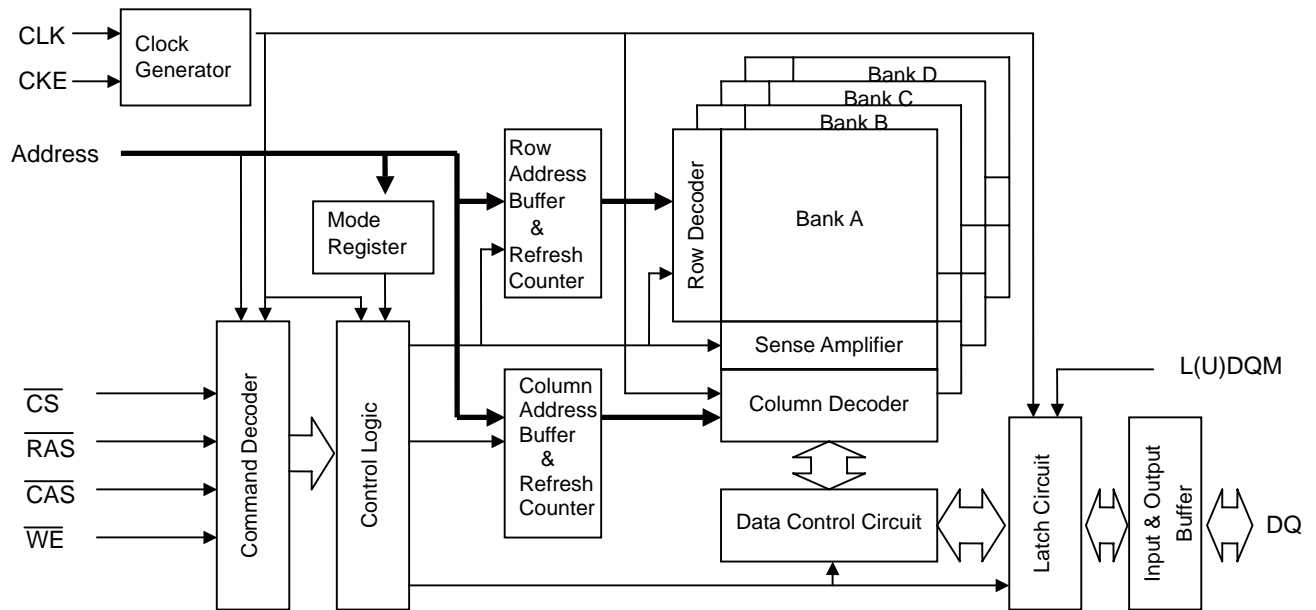 CLK
CKE
Clock
Generator
Address
Mode
Register
Row
Address
Buffer
&
Refresh
Counter
Row Decoder
Bank D
Bank C
Bank B
Bank A
Sense Amplifier
Column Decoder
CS
RAS
CAS
WE
Command Decoder
Control Logic
Column
Address
Buffer
&
Refresh
Counter
Data Control Circuit
L(U)DQM
Latch Circuit
Input & Output
Buffer
DQ